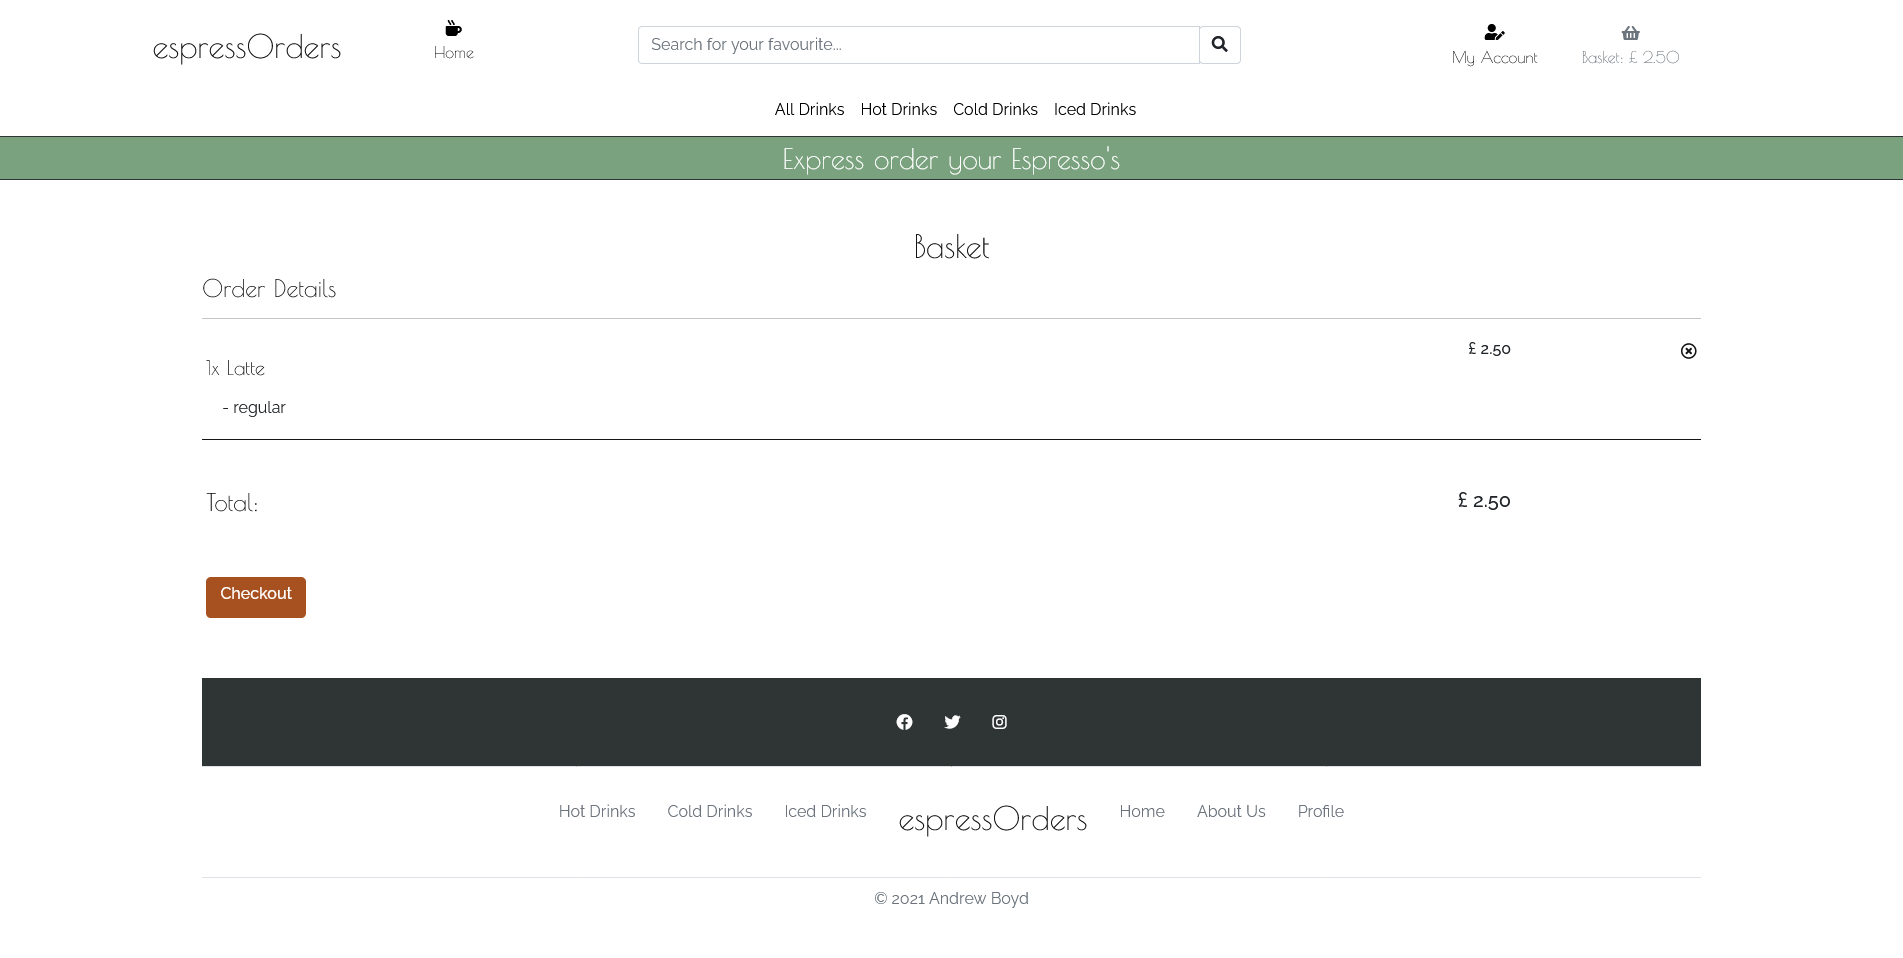 espressOrders
Home
Search for your favourite...
My Account
Basket: £ 2.50
All Drinks Hot Drinks Cold Drinks Iced Drinks
Express order your Espresso's
Basket
Order Details
1x Latte
£ 2.50
- regular
Total:
£ 2.50
Checkout
Hot Drinks Cold Drinks Iced Drinks espressOrders Home About Us Profile
© 2021 Andrew Boyd